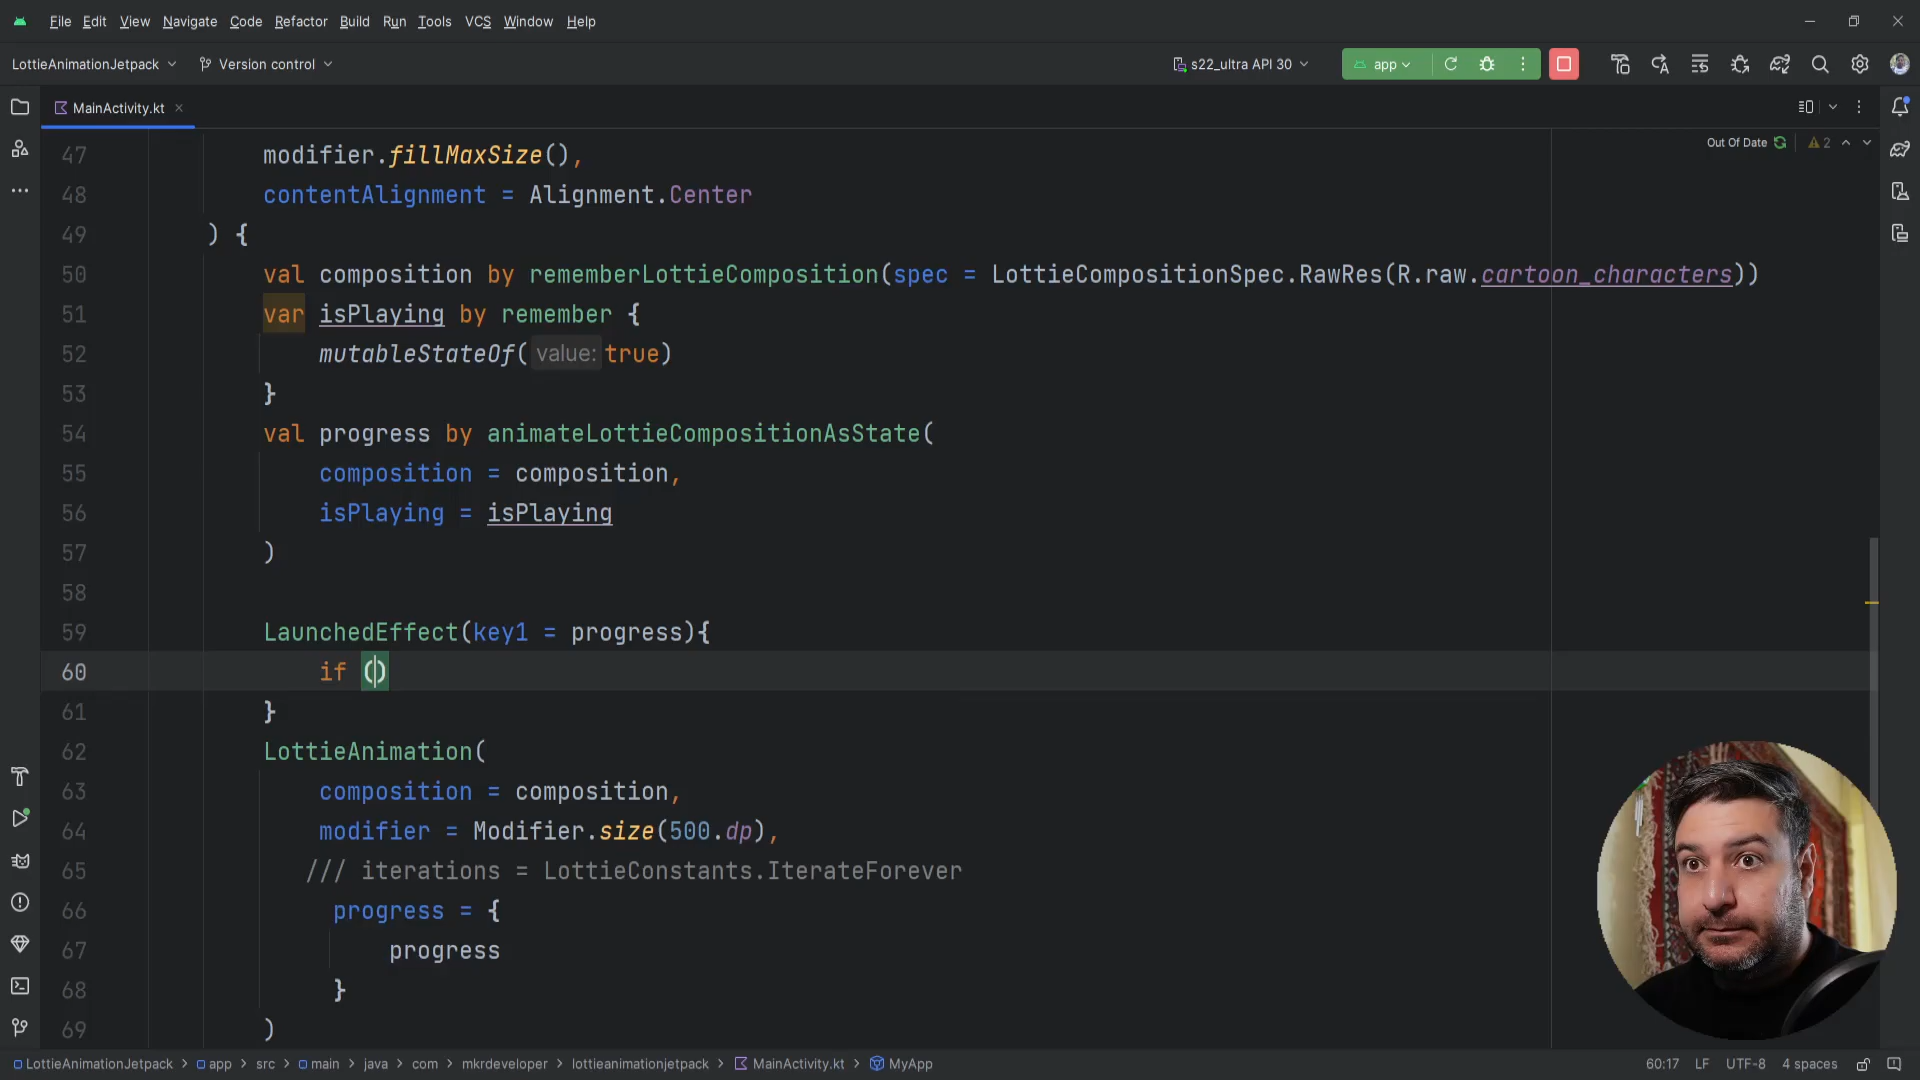 File Edit View Navigate Code Refactor Build Run Tools VCS Window Help
LottieAnimationJetpack Version control s22_ultra API 30 app
MainActivity.kt
Out Of Date 2
47 modifier.fillMaxSize(),
48 contentAlignment = Alignment.Center
49 ) {
50 val composition by rememberLottieComposition(spec = LottieCompositionSpec.RawRes(R.raw.cartoon_characters))
51 var isPlaying by remember {
52 mutableStateOf( value: true)
53 }
54 val progress by animateLottieCompositionAsState(
55 composition = composition,
56 isPlaying = isPlaying
57 )
58
59 LaunchedEffect(key1 = progress){
60 if ()
61 }
62 LottieAnimation(
63 composition = composition,
64 modifier = Modifier.size(500.dp),
65 /// iterations = LottieConstants.IterateForever
66 progress = {
67 progress
68 }
69 )
LottieAnimationJetpack > app > src > main > java > com > mkrdeveloper > lottieanimationjetpack > MainActivity.kt > MyApp 60:17 LF UTF-8 4 spaces